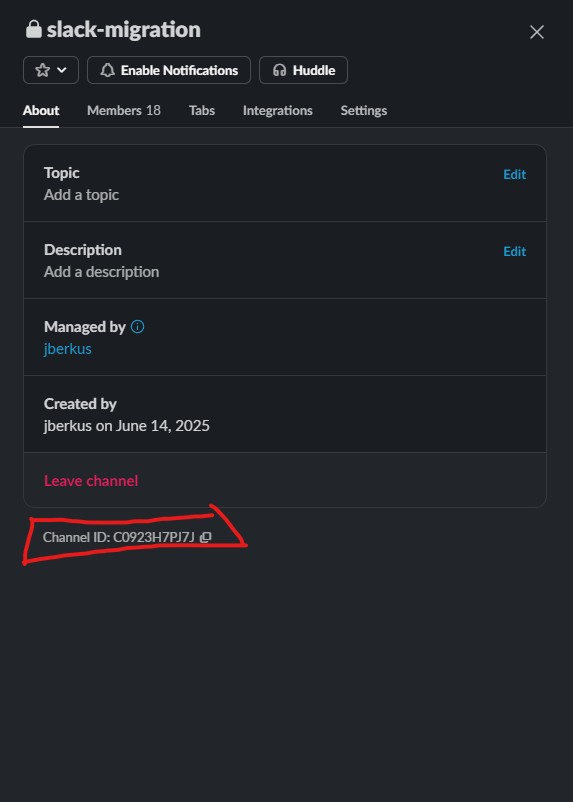 slack-migration
Enable Notifications
Huddle
About
Members 18
Tabs
Integrations
Settings
Topic
Edit
Add a topic
Description
Edit
Add a description
Managed by
jberkus
Created by
jberkus on June 14, 2025
Leave channel
Channel ID: C0923H7PJ7J